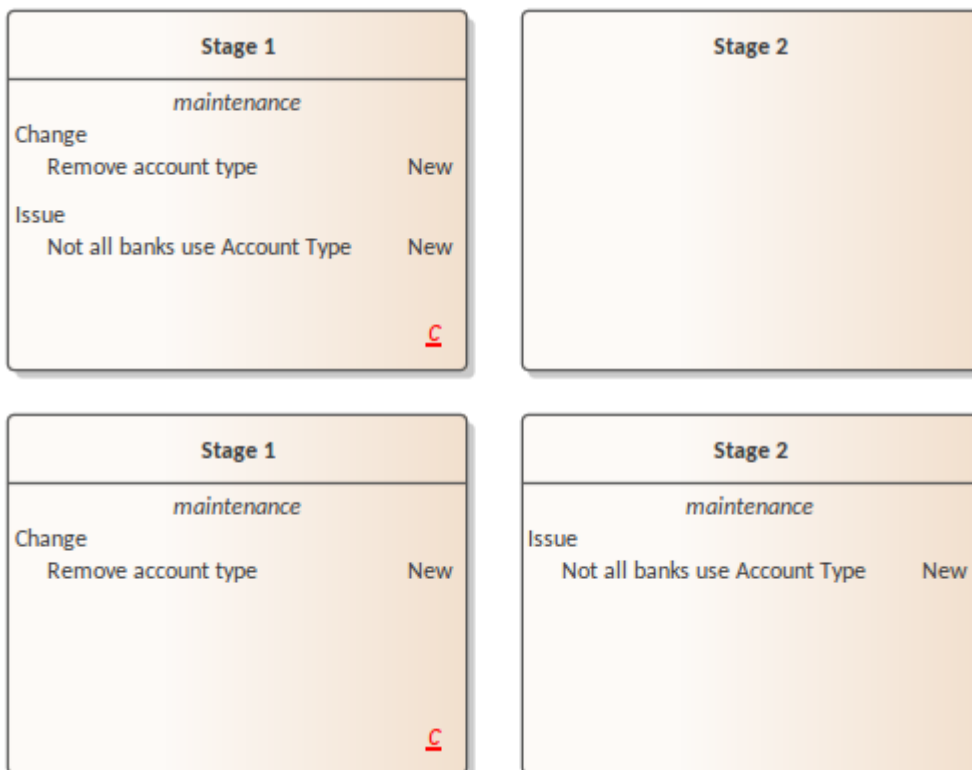 Stage 1
maintenance
Change
Remove account type New
Issue
Not all banks use Account Type New
C
Stage 2
Stage 1
maintenance
Change
Remove account type New
C
Stage 2
maintenance
Issue
Not all banks use Account Type New